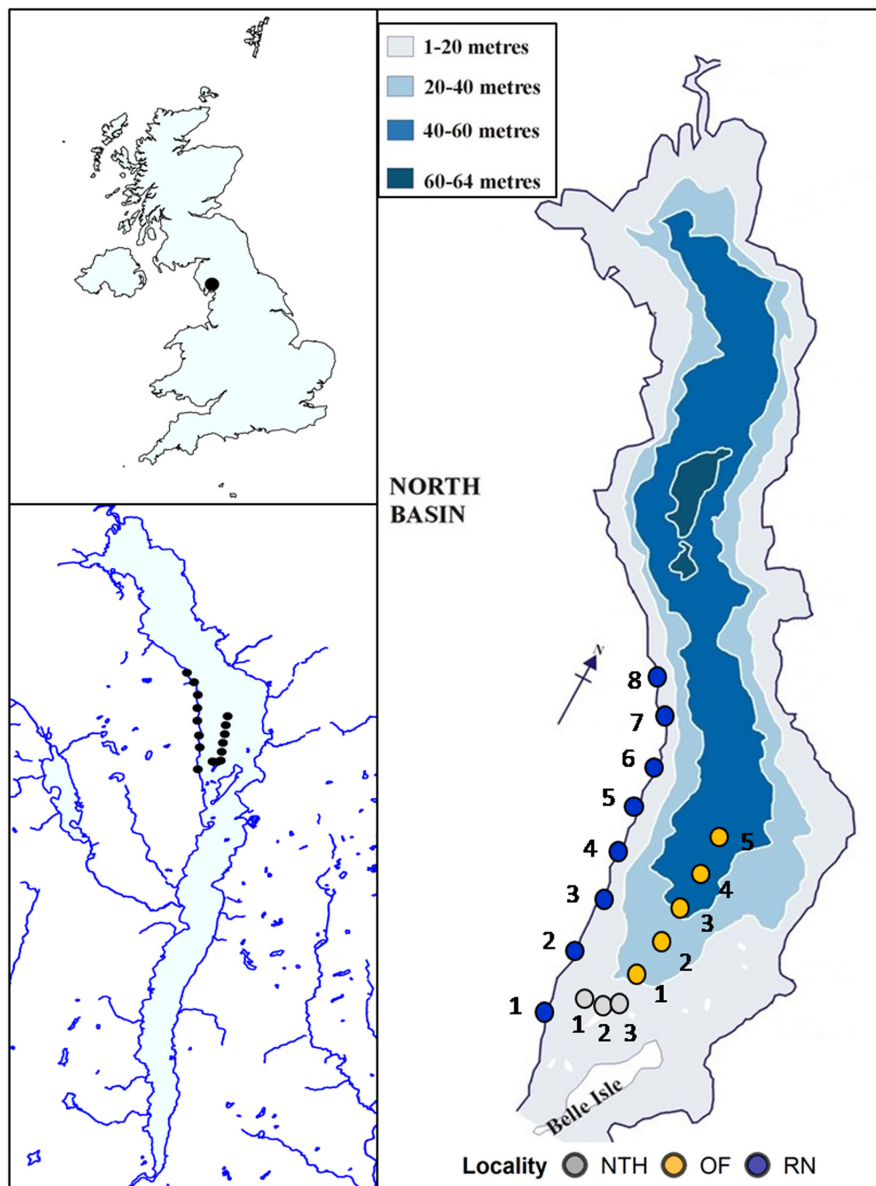 1-20 metres
20-40 metres
40-60 metres
60-64 metres
NORTH
BASIN
N
8
7
6
5
4
3
2
1
5
4
3
2
1
1
2
3
Belle Isle
Locality NTH OF RN